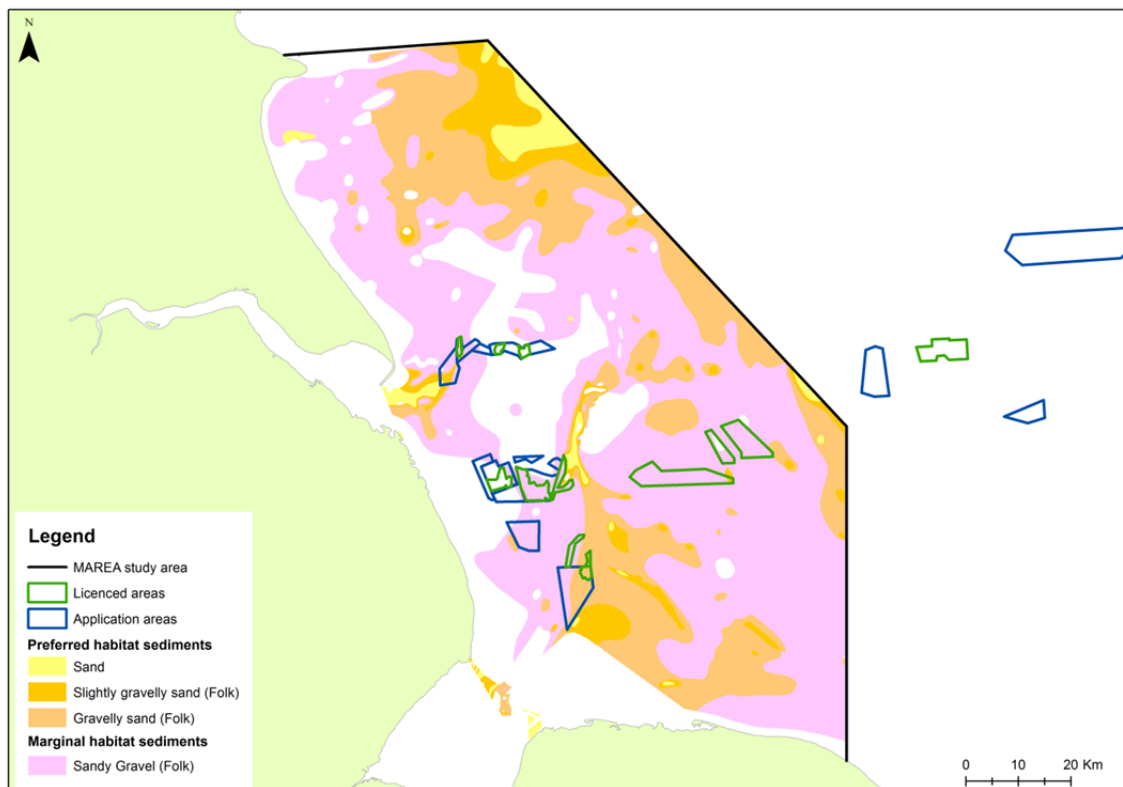 N
Legend
MAREA study area
Licenced areas
Application areas
Preferred habitat sediments
Sand
Slightly gravelly sand (Folk)
Gravelly sand (Folk)
Marginal habitat sediments
Sandy Gravel (Folk)
0 10 20 Km